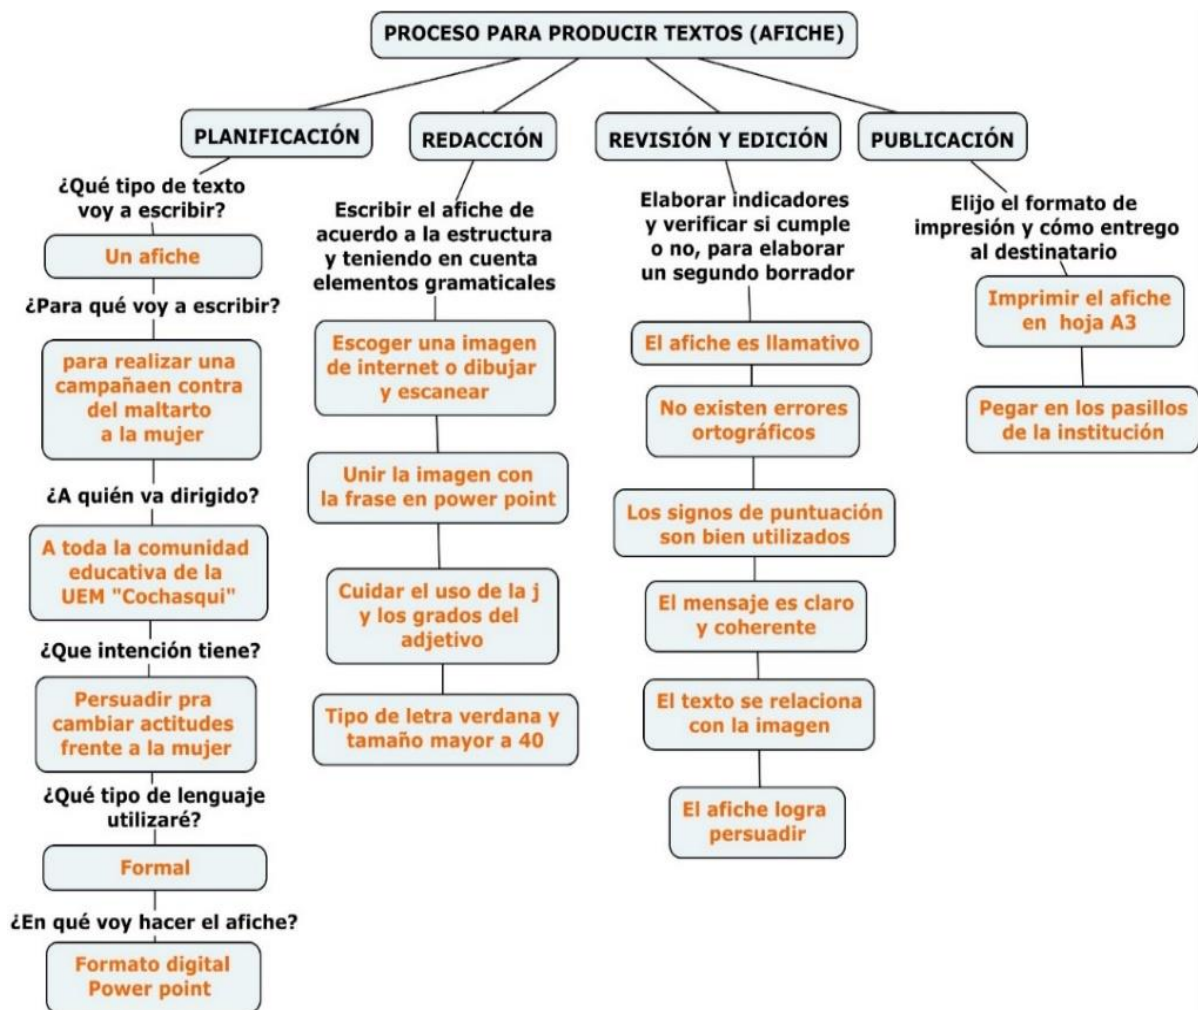 PROCESO PARA PRODUCIR TEXTOS (AFICHE)
PLANIFICACIÓN
¿Qué tipo de texto
voy a escribir?
Un afiche
¿Para qué voy a escribir?
para realizar una
campañaen contra
del maltarto
a la mujer
¿A quién va dirigido?
A toda la comunidad
educativa de la
UEM "Cochasqui"
¿Que intención tiene?
Persuadir pra
cambiar actitudes
frente a la mujer
¿Qué tipo de lenguaje
utilizaré?
Formal
¿En qué voy hacer el afiche?
Formato digital
Power point
REDACCIÓN
Escribir el afiche de
acuerdo a la estructura
y teniendo en cuenta
elementos gramaticales
Escoger una imagen
de internet o dibujar
y escanear
Unir la imagen con
la frase en power point
Cuidar el uso de la j
y los grados del
adjetivo
Tipo de letra verdana y
tamaño mayor a 40
REVISIÓN Y EDICIÓN
Elaborar indicadores
y verificar si cumple
o no, para elaborar
un segundo borrador
El afiche es llamativo
No existen errores
ortográficos
Los signos de puntuación
son bien utilizados
El mensaje es claro
y coherente
El texto se relaciona
con la imagen
El afiche logra
persuadir
PUBLICACIÓN
Elijo el formato de
impresión y cómo entrego
al destinatario
Imprimir el afiche
en hoja A3
Pegar en los pasillos
de la institución